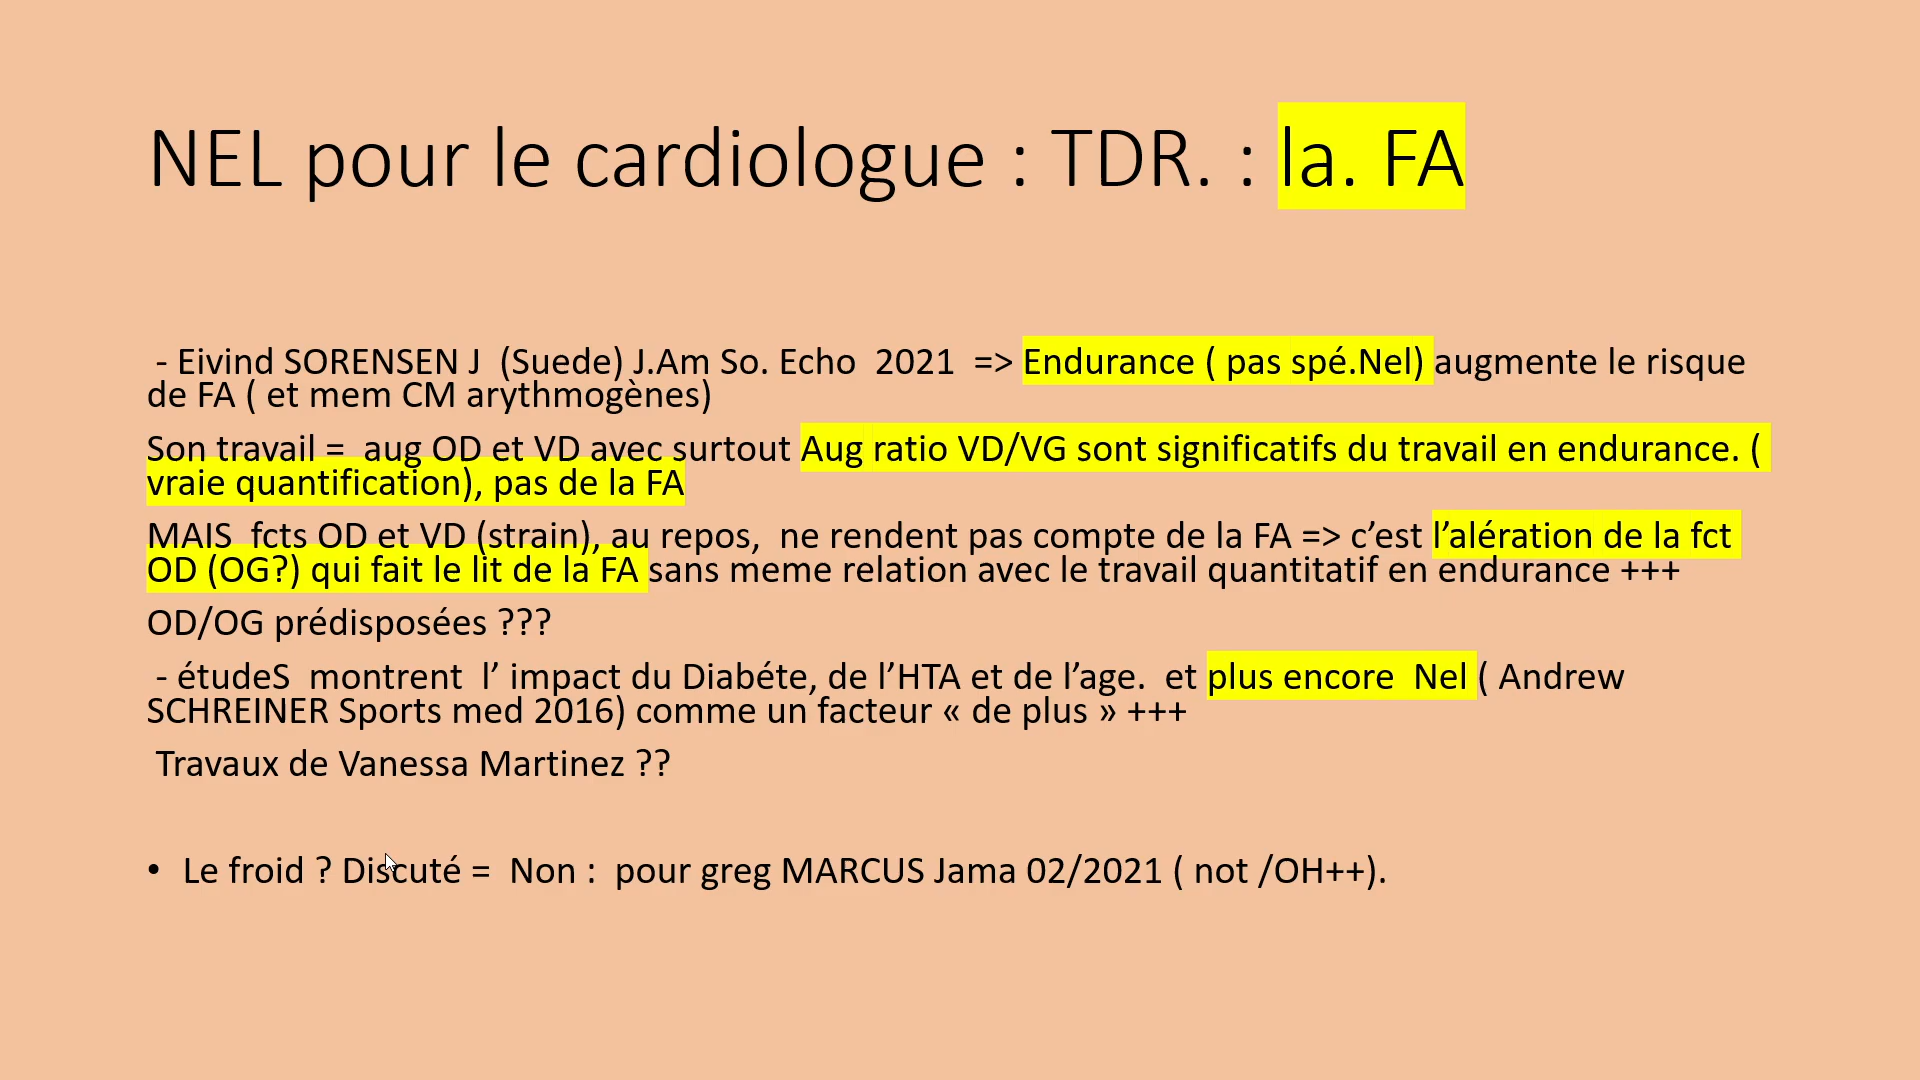 NEL pour le cardiologue : TDR. : la. FA
- Eivind SORENSEN J (Suede) J.Am So. Echo 2021 => Endurance ( pas spé.Nel) augmente le risque
de FA ( et mem CM arythmogènes)
Son travail = aug OD et VD avec surtout Aug ratio VD/VG sont significatifs du travail en endurance. (
vraie quantification), pas de la FA
MAIS fcts OD et VD (strain), au repos, ne rendent pas compte de la FA => c’est l’alération de la fct
OD (OG?) qui fait le lit de la FA sans meme relation avec le travail quantitatif en endurance +++
OD/OG prédisposées ???
- étudeS montrent l’ impact du Diabéte, de l’HTA et de l’age. et plus encore Nel ( Andrew
SCHREINER Sports med 2016) comme un facteur « de plus » +++
Travaux de Vanessa Martinez ??
• Le froid ? Discuté = Non : pour greg MARCUS Jama 02/2021 ( not /OH++).